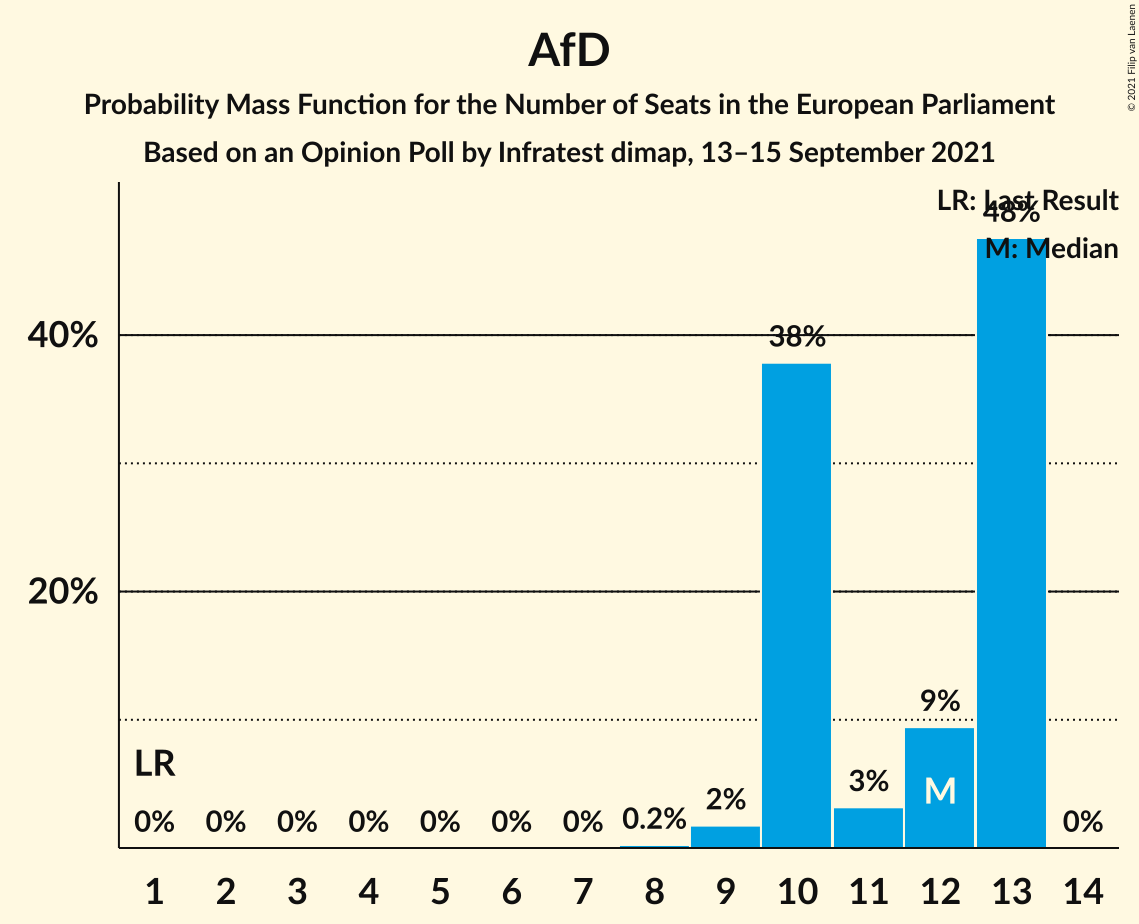 AfD
Probability Mass Function for the Number of Seats in the European Parliament
Based on an Opinion Poll by Infratest dimap, 13–15 September 2021
© 2021 Filip van Laenen
LR: Last Result
M: Median
48%
40%
38%
20%
9%
M
LR
3%
2%
0.2%
0% 0% 0% 0% 0% 0% 0% 0%
1 2 3 4 5 6 7 8 9 10 11 12 13 14